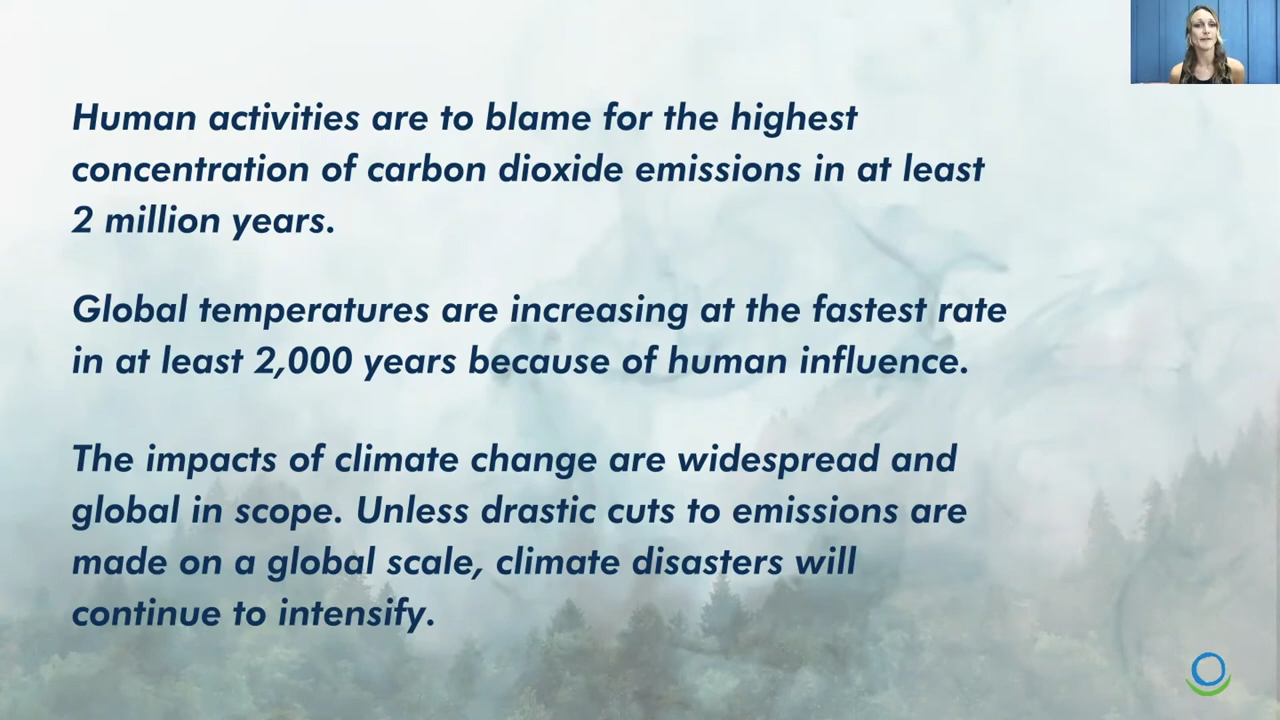 Human activities are to blame for the highest
concentration of carbon dioxide emissions in at least
2 million years.
Global temperatures are increasing at the fastest rate
in at least 2,000 years because of human influence.
The impacts of climate change are widespread and
global in scope. Unless drastic cuts to emissions are
made on a global scale, climate disasters will
continue to intensify.